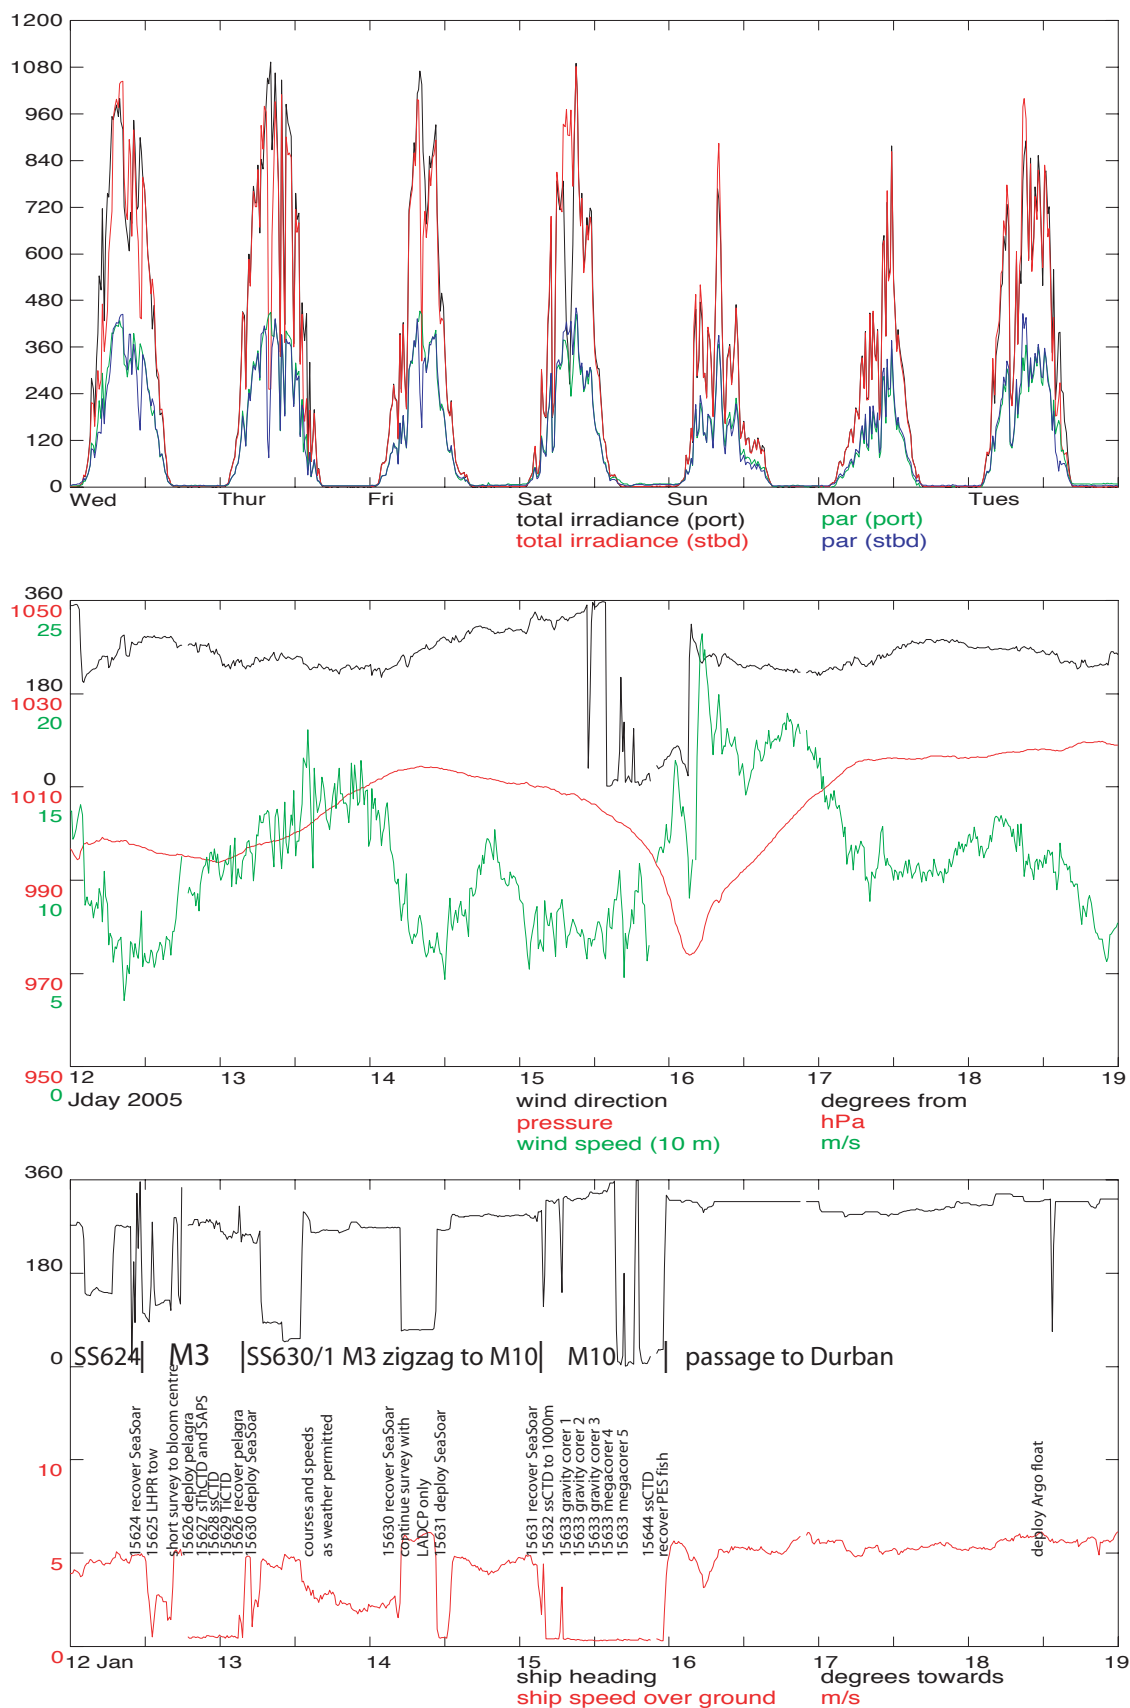 1200
1080
960
840
720
600
480
360
240
120
0
Wed Thur Fri Sat Sun Mon Tues
total irradiance (port) par (port)
total irradiance (stbd) par (stbd)
360
1050
25
180
1030
20
0
1010
15
990
10
970
5
950
0
12 13 14 15 16 17 18 19
Jday 2005 wind direction degrees from
pressure hPa
wind speed (10 m) m/s
360
180
0
SS624 M3 SS630/1 M3 zigzag to M10 M10 passage to Durban
15624 recover SeaSoar
15625 LHPR tow
short survey to bloom centre
15626 deploy pelagra
15627 sThCTD and SAPS
15628 ssCTD
15629 TiCTD
15626 recover pelagra
15630 deploy SeaSoar
courses and speeds
as weather permitted
15630 recover SeaSoar
continue survey with
LADCP only
15631 deploy SeaSoar
15631 recover SeaSoar
15632 ssCTD to 1000m
15633 gravity corer 1
15633 gravity corer 2
15633 gravity corer 3
15633 megacorer 4
15633 megacorer 5
15644 ssCTD
recover PES fish
deploy Argo float
10
5
0
12 Jan 13 14 15 16 17 18 19
ship heading degrees towards
ship speed over ground m/s